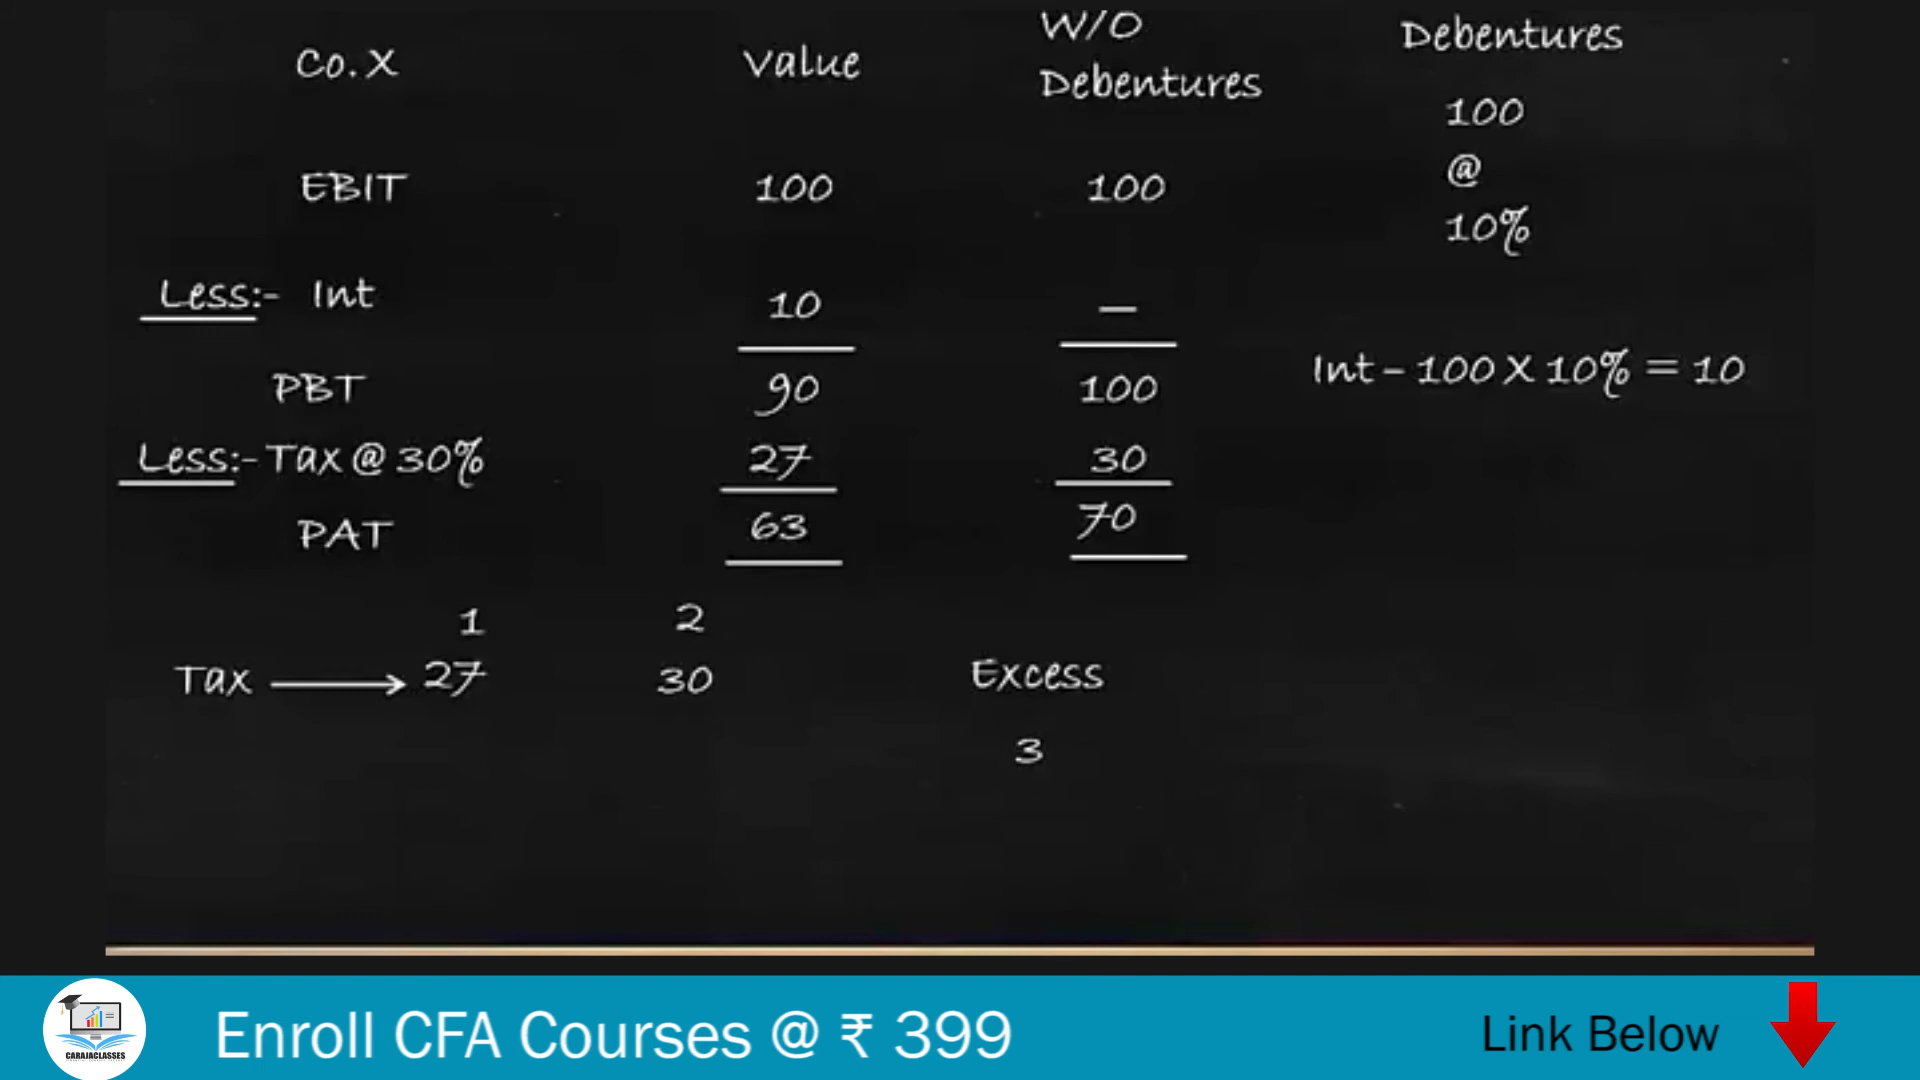 Co.X Value W/O Debentures Debentures
100
@
10%
EBIT 100 100
Less:- Int 10 —
PBT 90 100
Int – 100 X 10% = 10
Less:- Tax @ 30% 27 30
PAT 63 70
1 2
Tax → 27 30 Excess
3
CARAJACLASSES
Enroll CFA Courses @ ₹ 399
Link Below